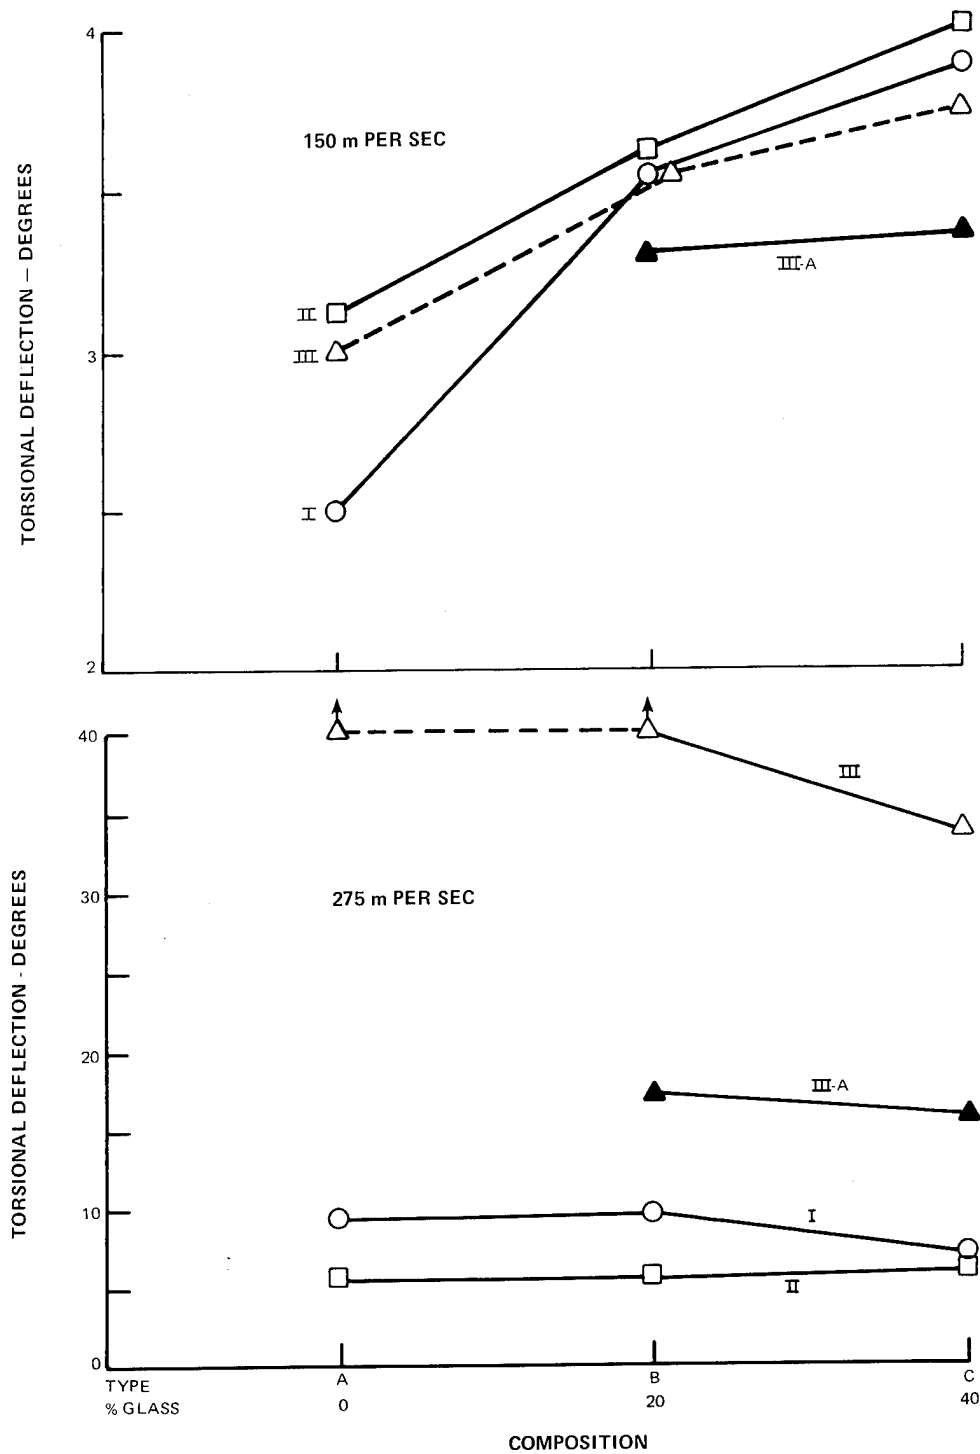 TORSIONAL DEFLECTION – DEGREES
4
150 m PER SEC
III-A
II
III
3
I
2
TORSIONAL DEFLECTION - DEGREES
40
III
30
275 m PER SEC
20
III-A
10
I
II
0
TYPE A B C
% GLASS 0 20 40
COMPOSITION